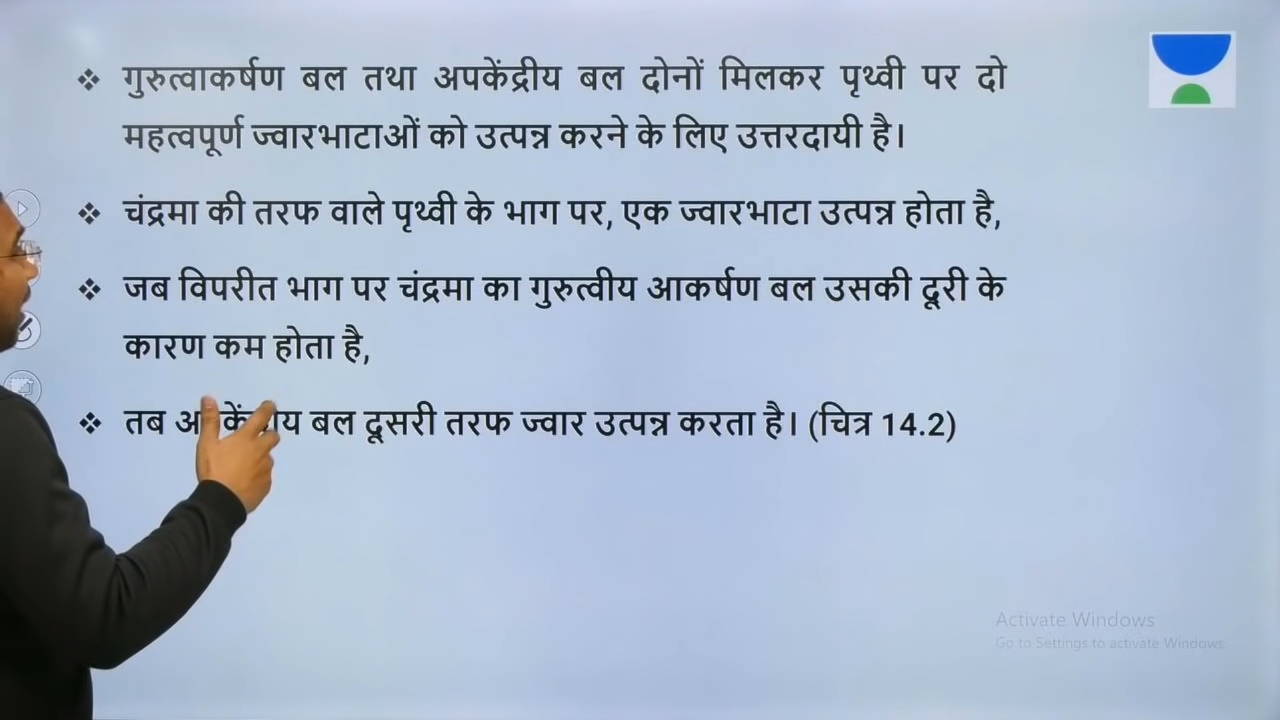 ❖ गुरुत्वाकर्षण बल तथा अपकेंद्रीय बल दोनों मिलकर पृथ्वी पर दो
महत्वपूर्ण ज्वारभाटाओं को उत्पन्न करने के लिए उत्तरदायी है।
❖ चंद्रमा की तरफ वाले पृथ्वी के भाग पर, एक ज्वारभाटा उत्पन्न होता है,
❖ जब विपरीत भाग पर चंद्रमा का गुरुत्वीय आकर्षण बल उसकी दूरी के
कारण कम होता है,
❖ तब बल दूसरी तरफ ज्वार उत्पन्न करता है। (चित्र 14.2)
Activate Windows
Go to Settings to activate Windows.